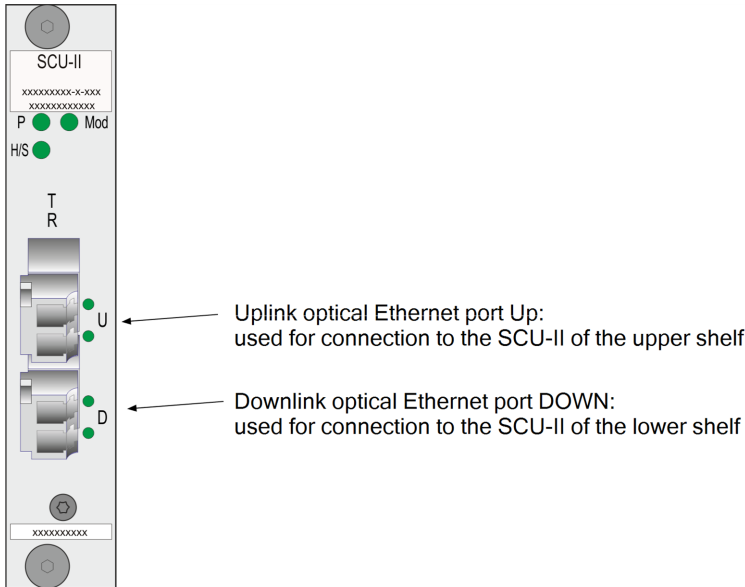 SCU-II
xxxxxxxxx-x-xxx
xxxxxxxxxxxx
P Mod
H/S
T
R
U
Uplink optical Ethernet port Up:
used for connection to the SCU-II of the upper shelf
D
Downlink optical Ethernet port DOWN:
used for connection to the SCU-II of the lower shelf
xxxxxxxxxx